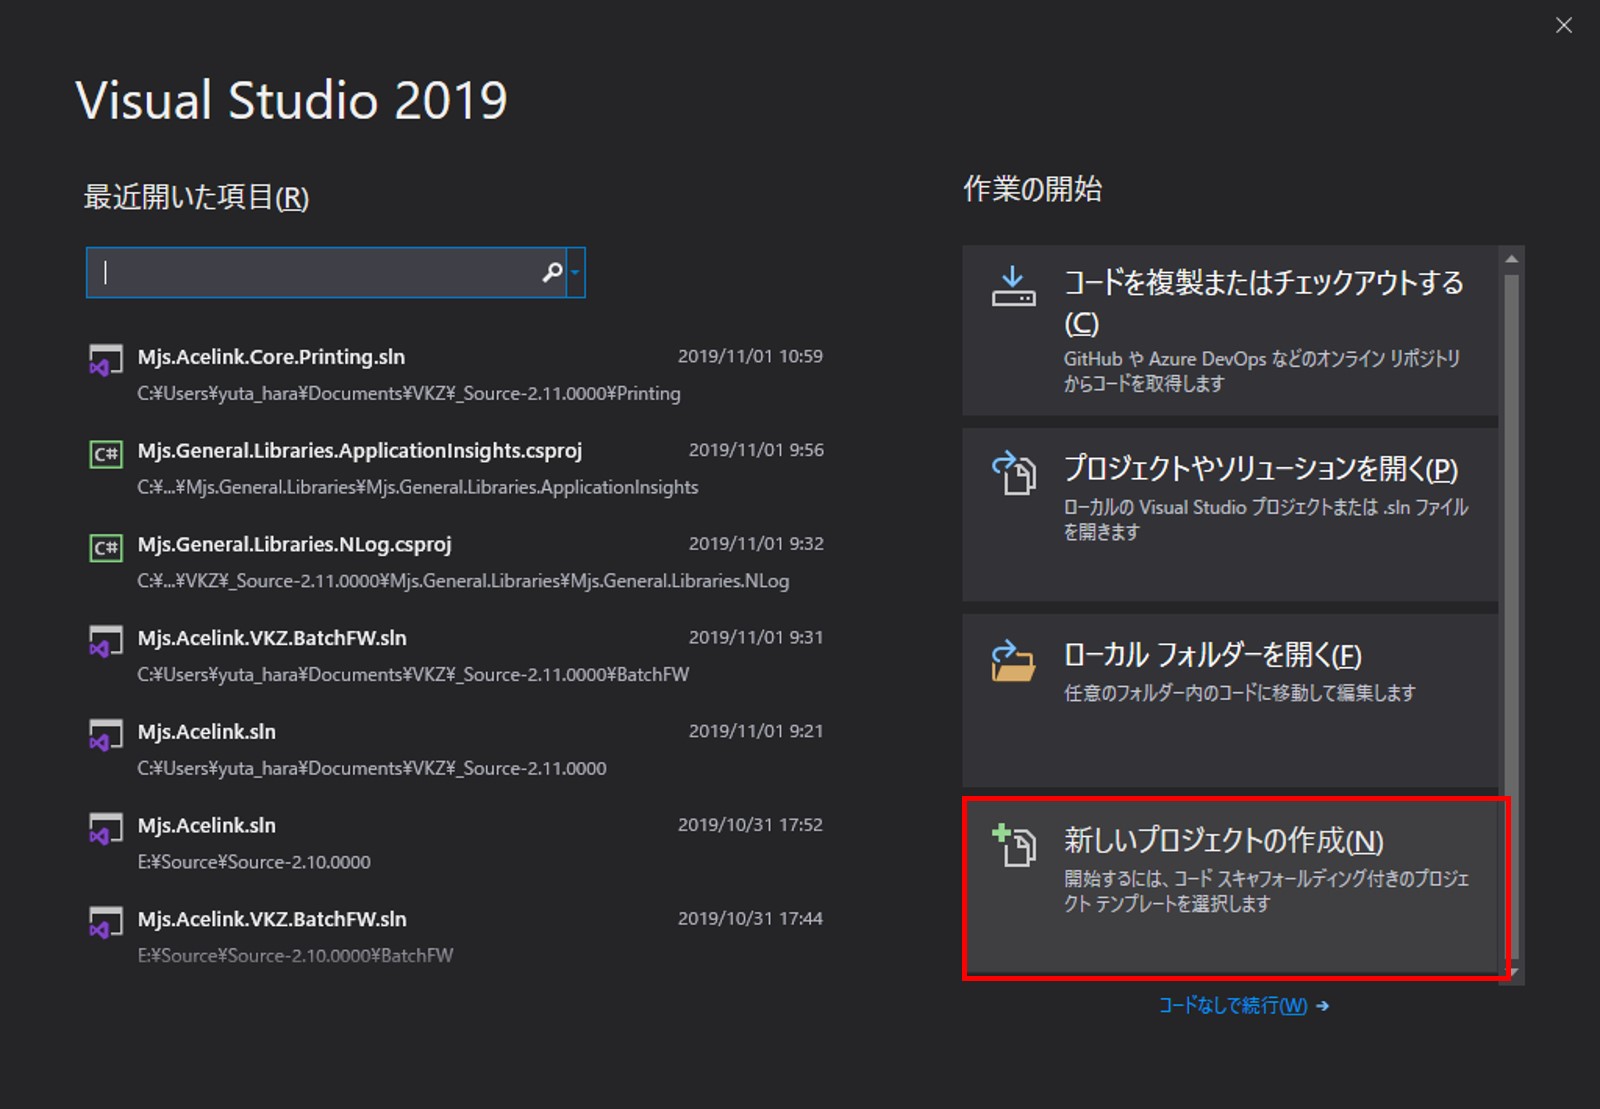 Visual Studio 2019
最近開いた項目(R)
Mjs.Acelink.Core.Printing.sln 2019/11/01 10:59
C:¥Users¥yuta_hara¥Documents¥VKZ¥_Source-2.11.0000¥Printing
C# Mjs.General.Libraries.ApplicationInsights.csproj 2019/11/01 9:56
C:¥...¥Mjs.General.Libraries¥Mjs.General.Libraries.ApplicationInsights
C# Mjs.General.Libraries.NLog.csproj 2019/11/01 9:32
C:¥...¥VKZ¥_Source-2.11.0000¥Mjs.General.Libraries¥Mjs.General.Libraries.NLog
Mjs.Acelink.VKZ.BatchFW.sln 2019/11/01 9:31
C:¥Users¥yuta_hara¥Documents¥VKZ¥_Source-2.11.0000¥BatchFW
Mjs.Acelink.sln 2019/11/01 9:21
C:¥Users¥yuta_hara¥Documents¥VKZ¥_Source-2.11.0000
Mjs.Acelink.sln 2019/10/31 17:52
E:¥Source¥Source-2.10.0000
Mjs.Acelink.VKZ.BatchFW.sln 2019/10/31 17:44
E:¥Source¥Source-2.10.0000¥BatchFW
作業の開始
コードを複製またはチェックアウトする
(C)
GitHub や Azure DevOps などのオンライン リポジトリ
からコードを取得します
プロジェクトやソリューションを開く(P)
ローカルの Visual Studio プロジェクトまたは .sln ファイル
を開きます
ローカル フォルダーを開く(F)
任意のフォルダー内のコードに移動して編集します
新しいプロジェクトの作成(N)
開始するには、コード スキャフォールディング付きのプロジェ
クト テンプレートを選択します
コードなしで続行(W) →